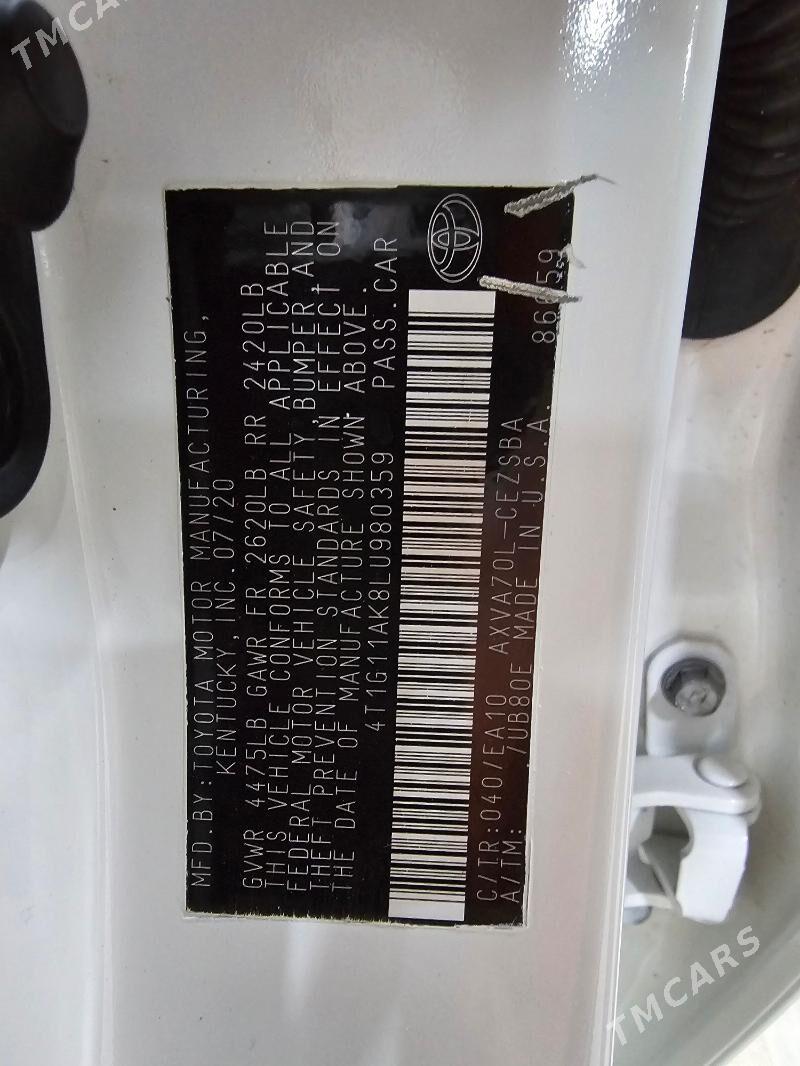 TMCARS
MFD.BY:TOYOTA MOTOR MANUFACTURING,
KENTUCKY, INC. 07/20
GVWR 4475LB GAWR FR 2620LB RR 2420LB
THIS VEHICLE CONFORMS TO ALL APPLICABLE
FEDERAL MOTOR VEHICLE SAFETY, BUMPER, AND
THEFT PREVENTION STANDARDS IN EFFECT ON
THE DATE OF MANUFACTURE SHOWN ABOVE.
4T1G11AK8LU980359 PASS.CAR
C/TR:040/EA10 AXVA70L-CEZSBA
A/TM: /UB80E MADE IN U.S.A.
TMCARS